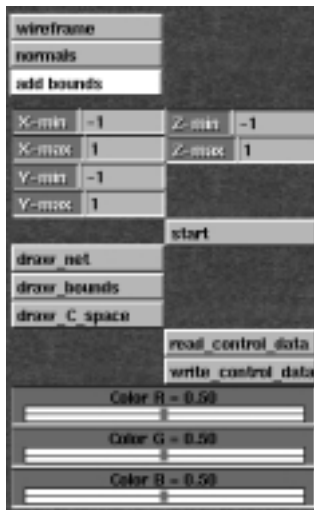 wireframe
normals
add bounds
X-min -1 Z-min -1
X-max 1 Z-max 1
Y-min -1
Y-max 1
start
draw_net
draw_bounds
draw_C_space
read_control_data
write_control_data
Color R = 0.50
Color G = 0.50
Color B = 0.50